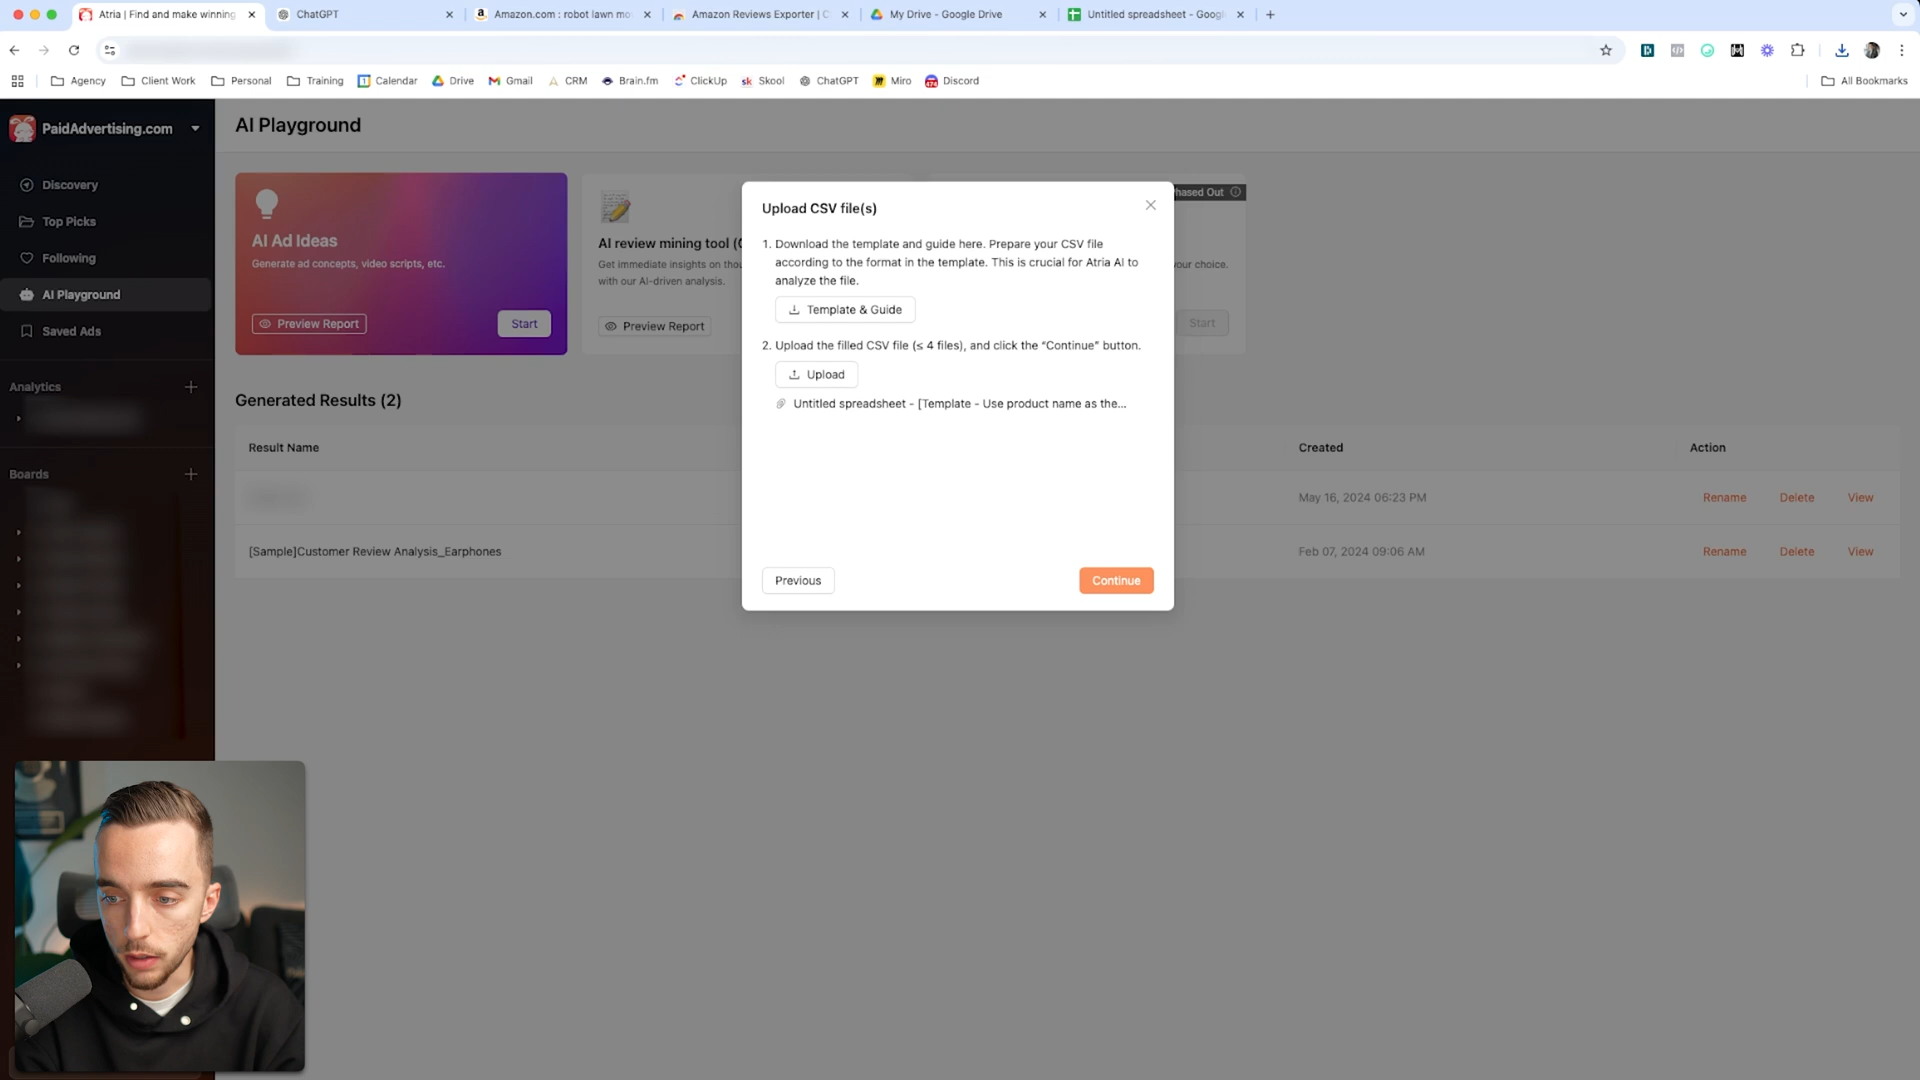 Atria | Find and make winning
ChatGPT
Amazon.com : robot lawn mo
Amazon Reviews Exporter | C
My Drive - Google Drive
Untitled spreadsheet - Goog
Agency
Client Work
Personal
Training
Calendar
Drive
Gmail
CRM
Brain.fm
ClickUp
Skool
ChatGPT
Miro
Discord
All Bookmarks
PaidAdvertising.com
Discovery
Top Picks
Following
AI Playground
Saved Ads
Analytics
Boards
AI Playground
AI Ad Ideas
Generate ad concepts, video scripts, etc.
Preview Report
Start
AI review mining tool (
Get immediate insights on thou
with our AI-driven analysis.
Preview Report
hased Out
your choice.
Start
Generated Results (2)
Result Name
Created
Action
May 16, 2024 06:23 PM
Rename
Delete
View
[Sample]Customer Review Analysis_Earphones
Feb 07, 2024 09:06 AM
Rename
Delete
View
Upload CSV file(s)
1. Download the template and guide here. Prepare your CSV file
according to the format in the template. This is crucial for Atria AI to
analyze the file.
Template & Guide
2. Upload the filled CSV file (≤ 4 files), and click the “Continue” button.
Upload
Untitled spreadsheet - [Template - Use product name as the...
Previous
Continue